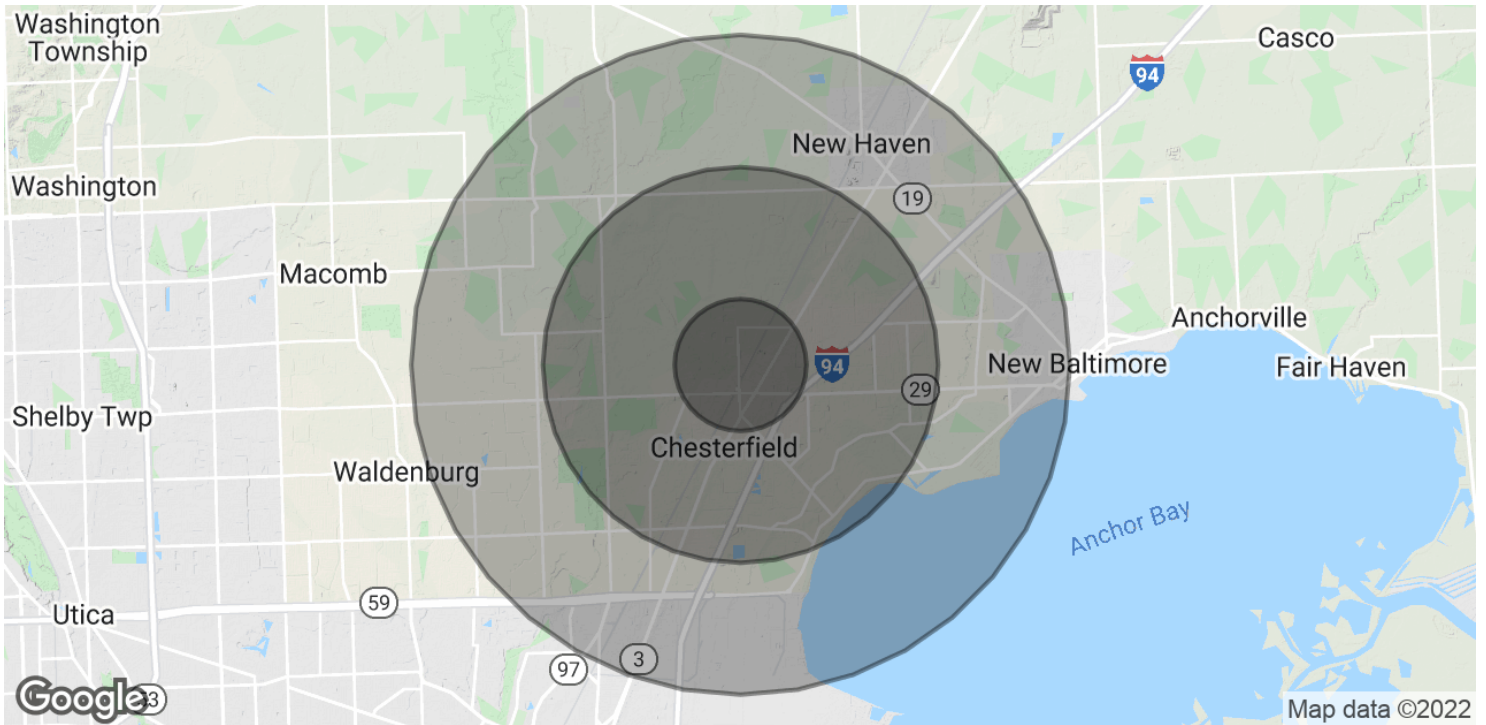 Washington
Township
Casco
94
New Haven
Washington
19
Macomb
Anchorville
94
New Baltimore
Fair Haven
29
Shelby Twp
Chesterfield
Waldenburg
Anchor Bay
59
Utica
3
97
Google
Map data ©2022